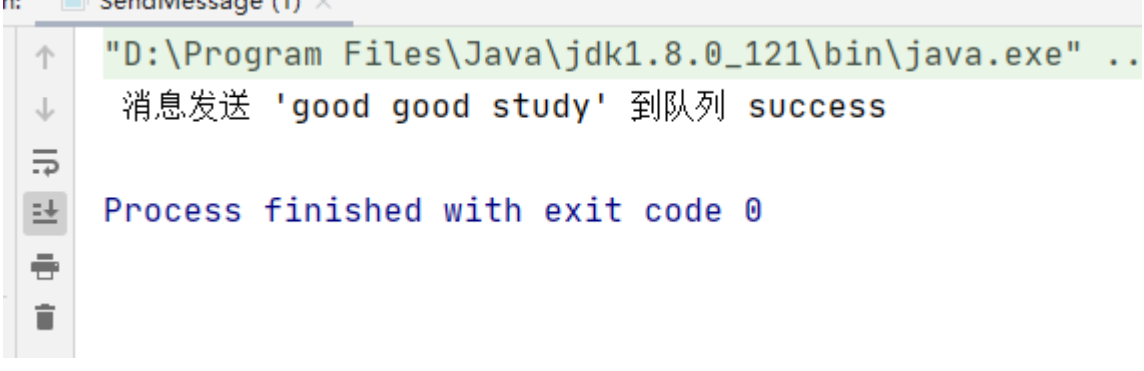 SendMessage (1)
"D:\Program Files\Java\jdk1.8.0_121\bin\java.exe" ..
消息发送 'good good study' 到队列 success
Process finished with exit code 0